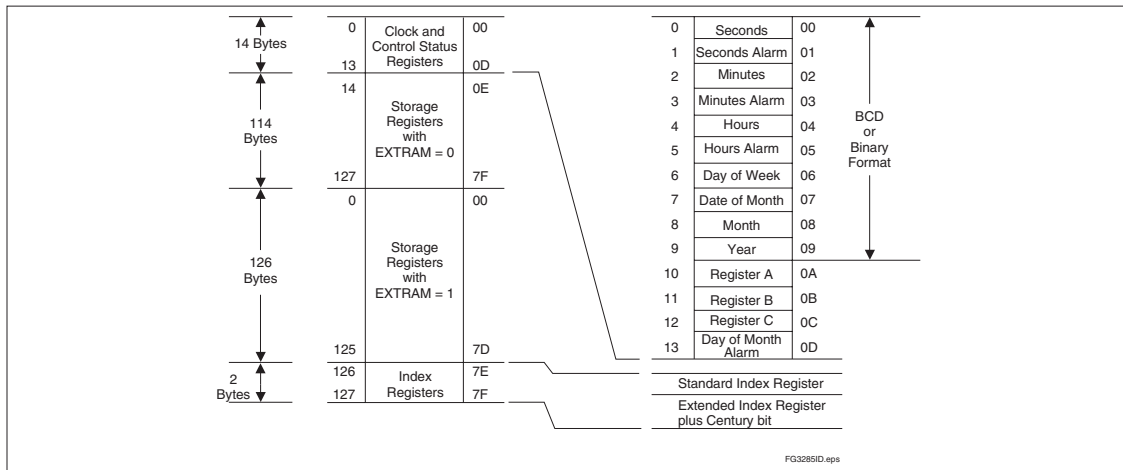 14 Bytes
0
Clock and
Control Status
Registers
00
13
0D
114
Bytes
14
0E
Storage
Registers
with
EXTRAM = 0
127
7F
126
Bytes
0
00
Storage
Registers
with
EXTRAM = 1
125
7D
2
Bytes
126
Index
Registers
7E
127
7F
0 Seconds 00
1 Seconds Alarm 01
2 Minutes 02
3 Minutes Alarm 03
4 Hours 04
5 Hours Alarm 05
6 Day of Week 06
7 Date of Month 07
8 Month 08
9 Year 09
BCD
or
Binary
Format
10 Register A 0A
11 Register B 0B
12 Register C 0C
13 Day of Month
Alarm 0D
Standard Index Register
Extended Index Register
plus Century bit
FG3285ID.eps